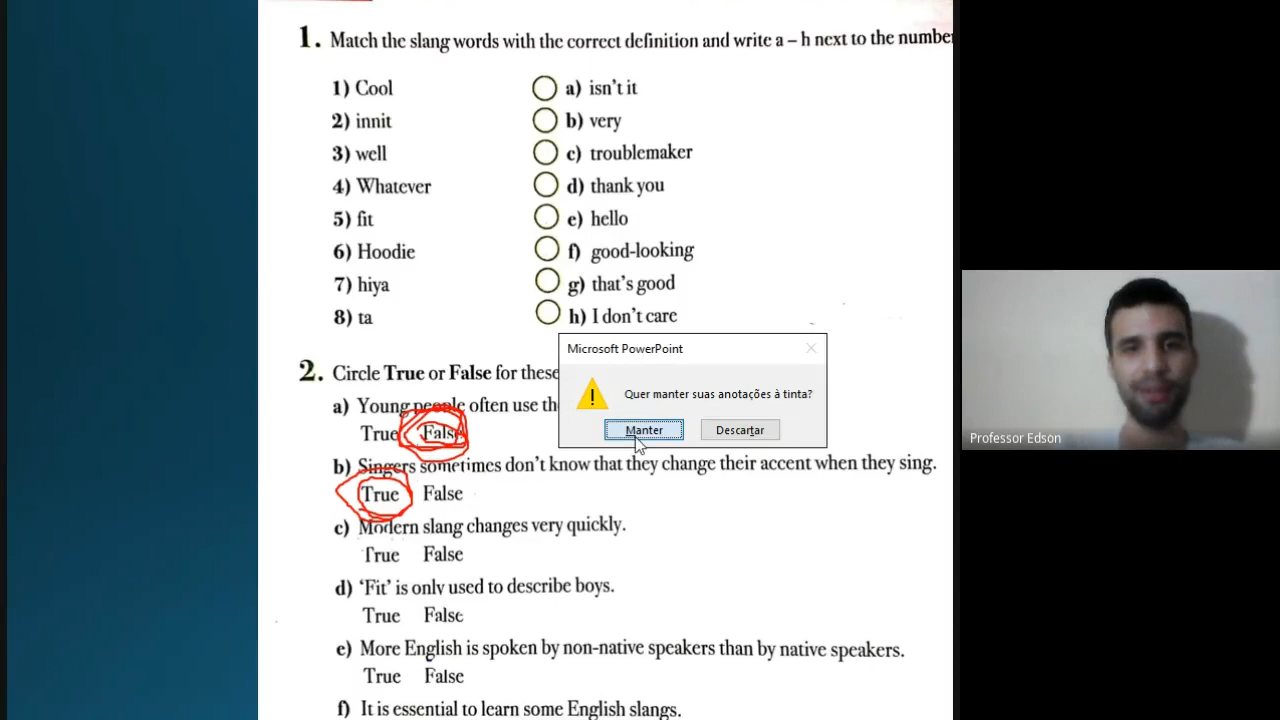 1. Match the slang words with the correct definition and write a – h next to the number
1) Cool
a) isn't it
2) innit
b) very
3) well
c) troublemaker
4) Whatever
d) thank you
5) fit
e) hello
6) Hoodie
f) good-looking
7) hiya
g) that's good
8) ta
h) I don't care
2. Circle True or False for these
a) Young people often use th
True False
b) Singers sometimes don't know that they change their accent when they sing.
True False
c) Modern slang changes very quickly.
True False
d) 'Fit' is only used to describe boys.
True False
e) More English is spoken by non-native speakers than by native speakers.
True False
f) It is essential to learn some English slangs.
Microsoft PowerPoint
Quer manter suas anotações à tinta?
Manter Descartar
Professor Edson